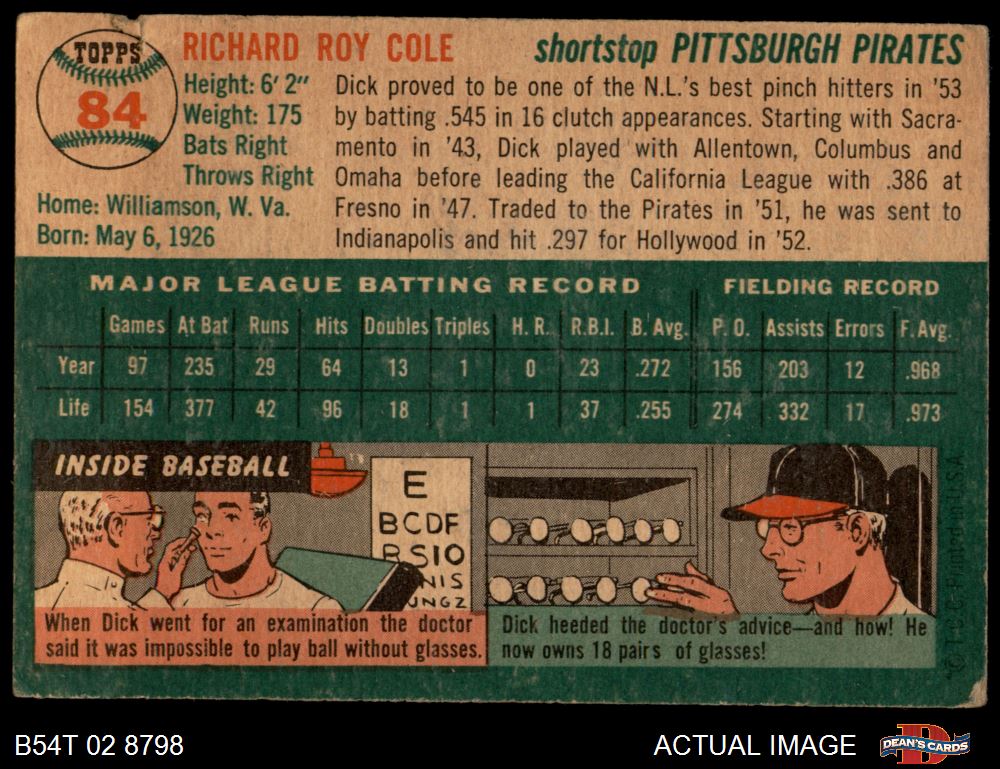 TOPPS
84
RICHARD ROY COLE
shortstop PITTSBURGH PIRATES
Height: 6' 2"
Weight: 175
Bats Right
Throws Right
Home: Williamson, W. Va.
Born: May 6, 1926
Dick proved to be one of the N.L.'s best pinch hitters in '53
by batting .545 in 16 clutch appearances. Starting with Sacra-
mento in '43, Dick played with Allentown, Columbus and
Omaha before leading the California League with .386 at
Fresno in '47. Traded to the Pirates in '51, he was sent to
Indianapolis and hit .297 for Hollywood in '52.
MAJOR LEAGUE BATTING RECORD FIELDING RECORD
Games At Bat Runs Hits Doubles Triples H. R. R.B.I. B. Avg. P. O. Assists Errors F. Avg.
Year 97 235 29 64 13 1 0 23 .272 156 203 12 .968
Life 154 377 42 96 18 1 1 37 .255 274 332 17 .973
INSIDE BASEBALL
E
BCDF
BSIO
NIS
UNGZ
When Dick went for an examination the doctor
said it was impossible to play ball without glasses.
Dick heeded the doctor's advice—and how! He
now owns 18 pairs of glasses!
© T.C.G. Printed in U.S.A.
B54T 02 8798
ACTUAL IMAGE
DEAN'S CARDS